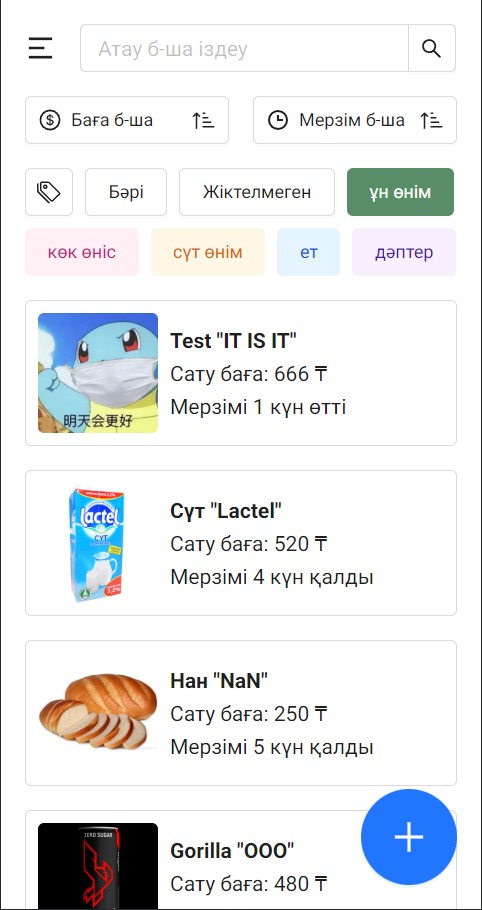 Атау б-ша іздеу
Баға б-ша
Мерзім б-ша
Бәрі
Жіктелмеген
ұн өнім
көк өніс
сүт өнім
ет
дәптер
Test "IT IS IT"
Сату баға: 666 ₸
Мерзімі 1 күн өтті
明天会更好
Сүт "Lactel"
Сату баға: 520 ₸
Мерзімі 4 күн қалды
lactel
СҮТ
3,2%
Нан "NaN"
Сату баға: 250 ₸
Мерзімі 5 күн қалды
ZERO SUGAR
Gorilla "OOO"
Сату баға: 480 ₸